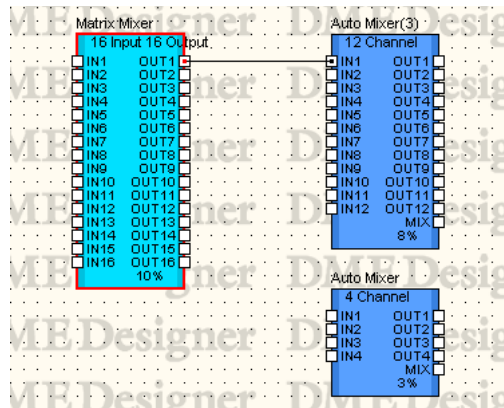 Matrix Mixer
16 Input 16 Output
IN1 OUT1
IN2 OUT2
IN3 OUT3
IN4 OUT4
IN5 OUT5
IN6 OUT6
IN7 OUT7
IN8 OUT8
IN9 OUT9
IN10 OUT10
IN11 OUT11
IN12 OUT12
IN13 OUT13
IN14 OUT14
IN15 OUT15
IN16 OUT16
10%
Auto Mixer(3)
12 Channel
IN1 OUT1
IN2 OUT2
IN3 OUT3
IN4 OUT4
IN5 OUT5
IN6 OUT6
IN7 OUT7
IN8 OUT8
IN9 OUT9
IN10 OUT10
IN11 OUT11
IN12 OUT12
MIX
8%
Auto Mixer
4 Channel
IN1 OUT1
IN2 OUT2
IN3 OUT3
IN4 OUT4
MIX
3%
DME Designer